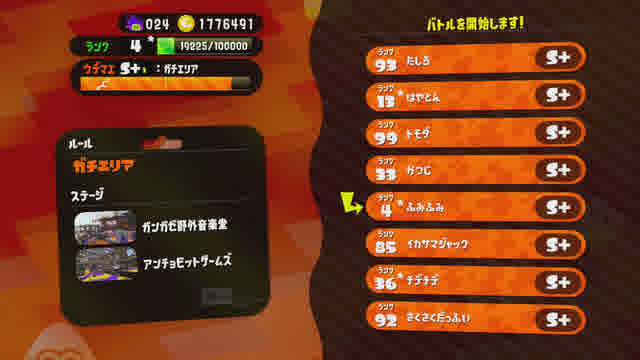 024 1776491
ランク 4* 19225/100000
ウデマエ S+1 : ガチエリア
ルール
ガチエリア
ステージ
ガンガゼ野外音楽堂
アンチョビットゲームズ
バトルを開始します!
ランク 93 たしろ S+
ランク 13* はやとん S+
ランク 99 トモダ S+
ランク 33 かつじ S+
ランク 4* ふみふみ S+
ランク 85 イカサマジャック S+
ランク 36* チデチデ S+
ランク 92 さくさくだっふぃ S+